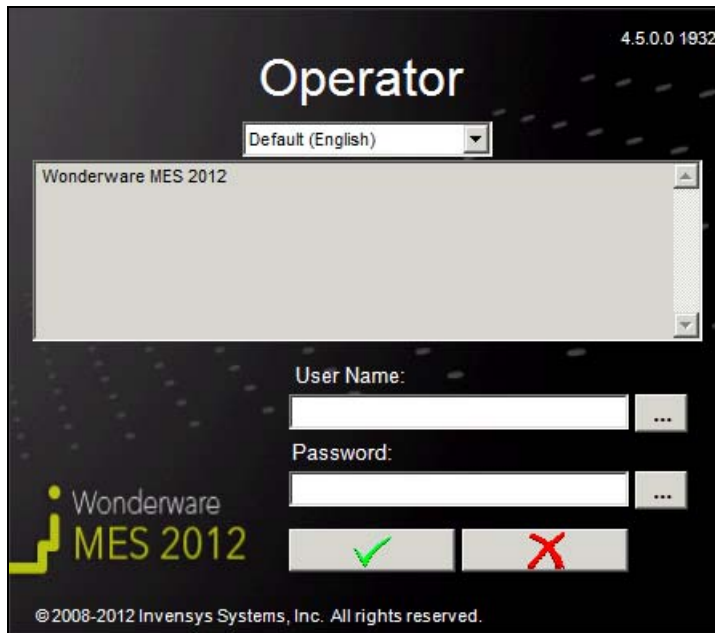 4.5.0.0 1932
Operator
Default (English)
Wonderware MES 2012
User Name:
...
Password:
...
Wonderware
MES 2012
©2008-2012 Invensys Systems, Inc. All rights reserved.